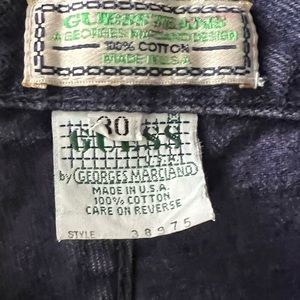 GUESS JEANS
A GEORGES MARCIANO DESIGN
100% COTTON
MADE IN U.S.A.
30
GUESS
U.S.A.
by GEORGES MARCIANO
MADE IN U.S.A.
100% COTTON
CARE ON REVERSE
STYLE 38975